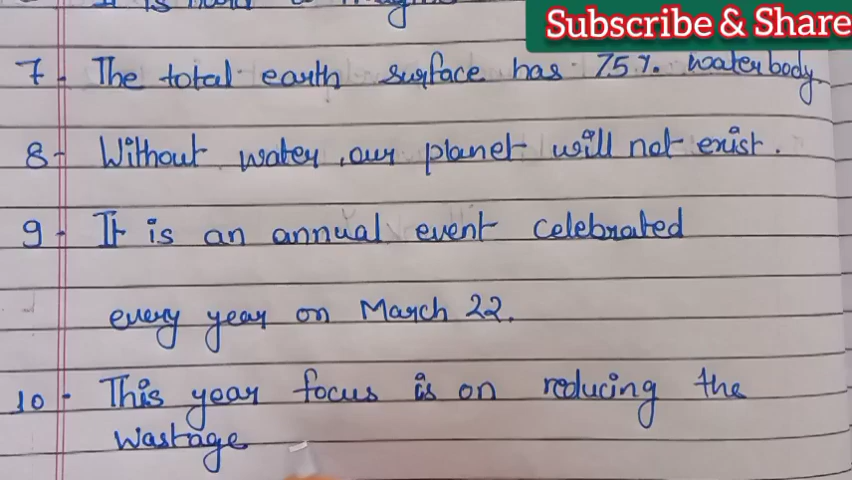 Subscribe & Share
7- The total earth surface has 75% waterbody
8- Without water, our planet will not exist.
9- It is an annual event celebrated
every year on March 22.
10- This year focus is on reducing the
wastage